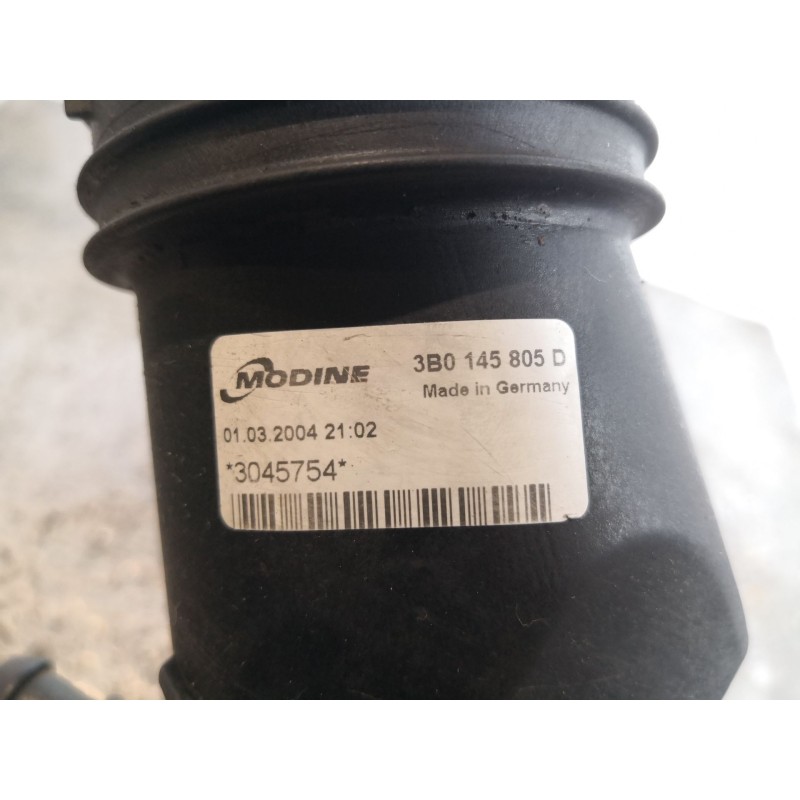 MODINE 3B0 145 805 D
Made in Germany
01.03.2004 21:02
*3045754*